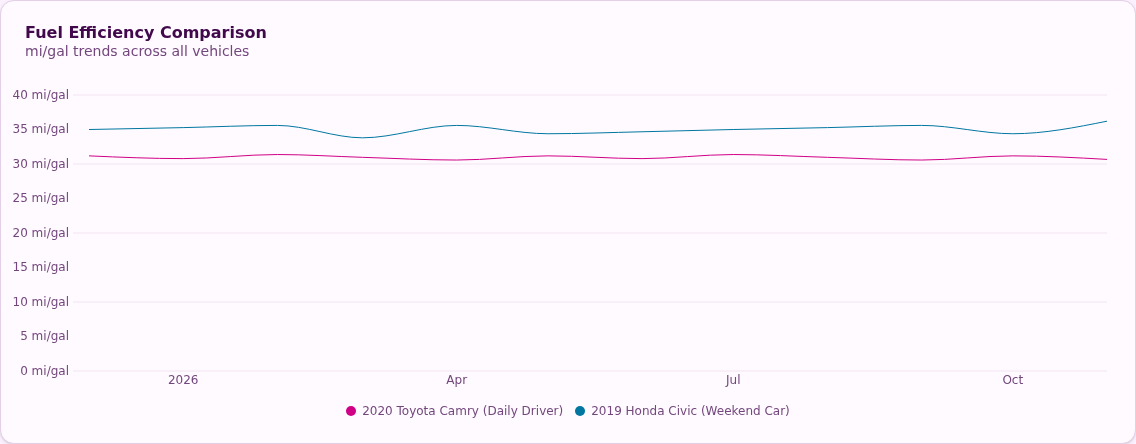 Fuel Efficiency Comparison
mi/gal trends across all vehicles
40 mi/gal
35 mi/gal
30 mi/gal
25 mi/gal
20 mi/gal
15 mi/gal
10 mi/gal
5 mi/gal
0 mi/gal
2026 Apr Jul Oct
2020 Toyota Camry (Daily Driver) 2019 Honda Civic (Weekend Car)